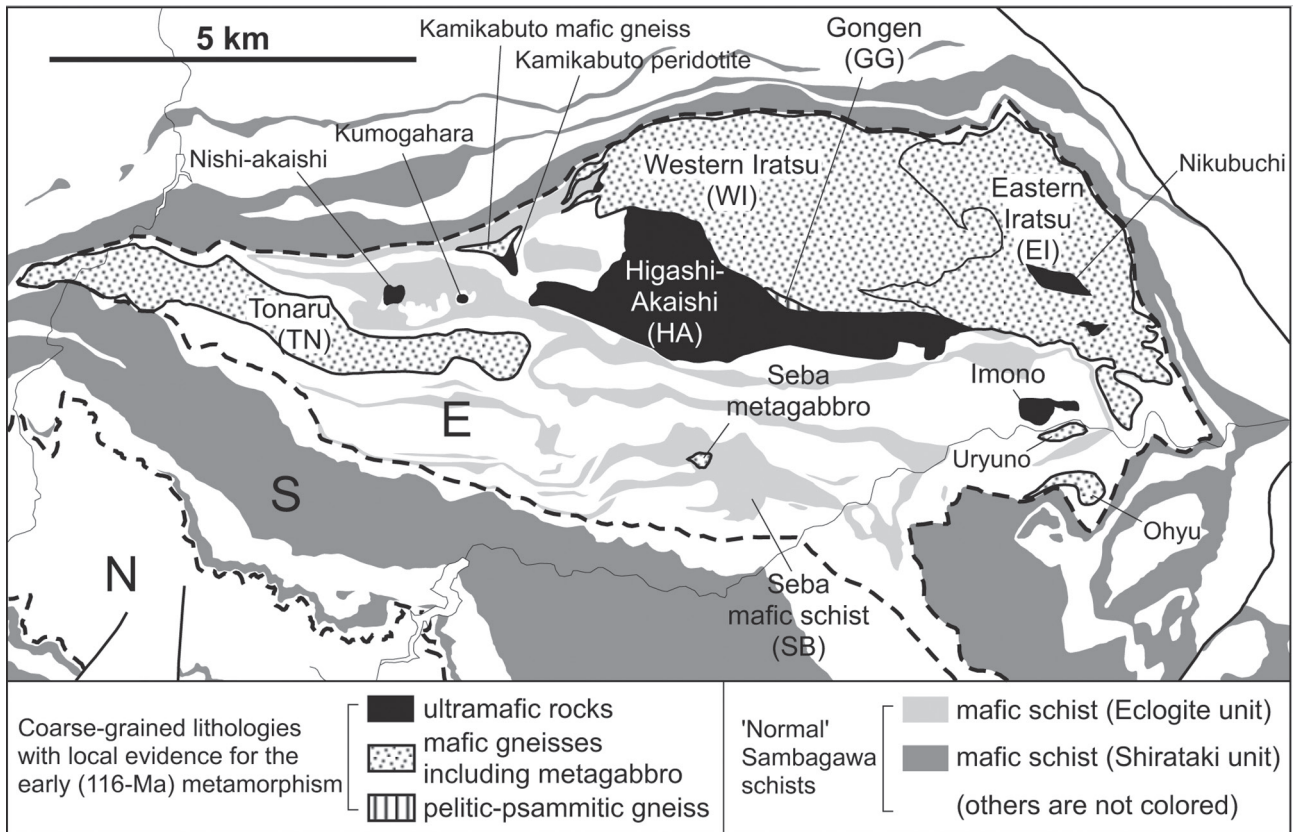 5 km
Kamikabuto mafic gneiss
Kamikabuto peridotite
Gongen
(GG)
Kumogahara
Nishi-akaishi
Western Iratsu
(WI)
Nikubuchi
Eastern
Iratsu
(EI)
Higashi-
Akaishi
(HA)
Tonaru
(TN)
Seba
metagabbro
Imono
E
Uryuno
S
Ohyu
N
Seba
mafic schist
(SB)
Coarse-grained lithologies
with local evidence for the
early (116-Ma) metamorphism
ultramafic rocks
mafic gneisses
including metagabbro
pelitic-psammitic gneiss
'Normal'
Sambagawa
schists
mafic schist (Eclogite unit)
mafic schist (Shirataki unit)
(others are not colored)